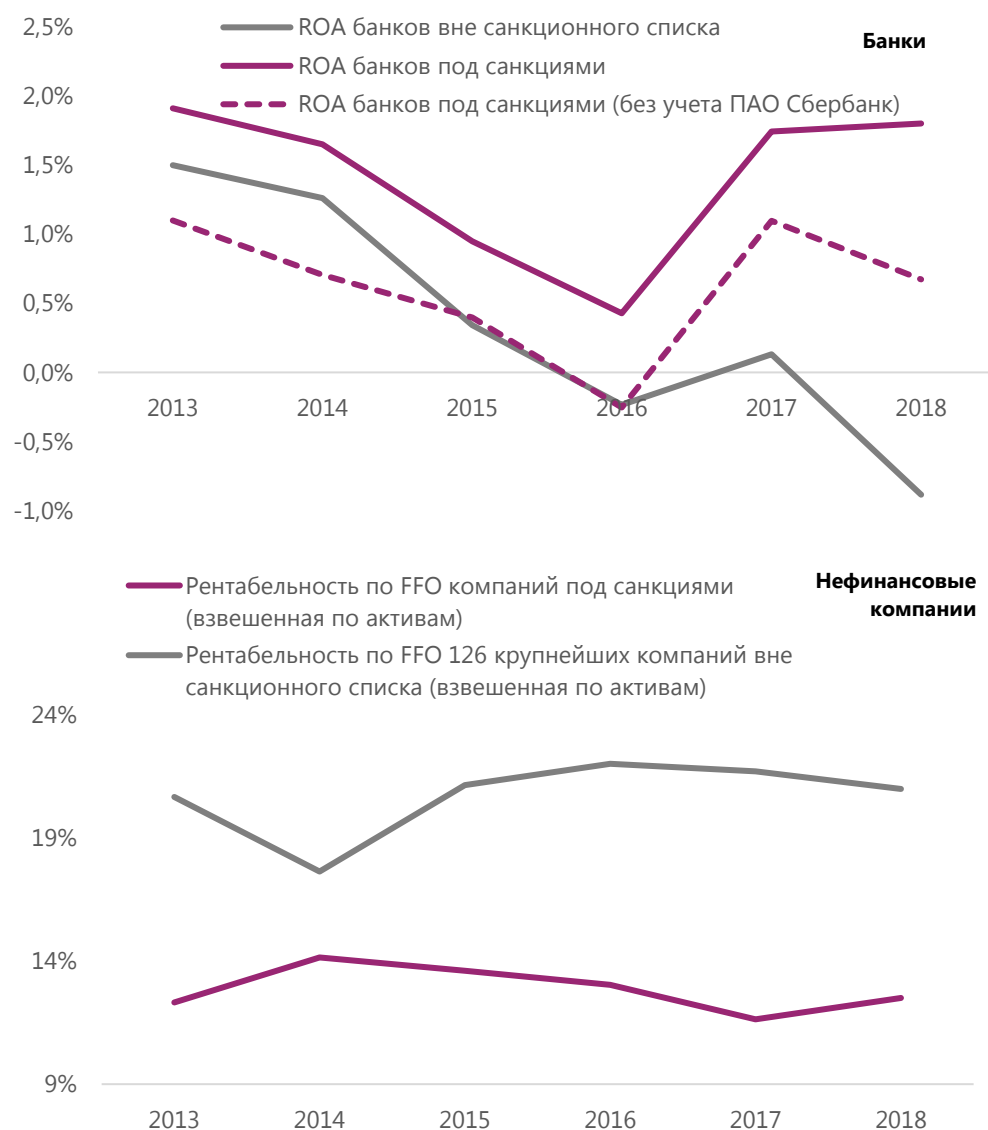 2,5%
ROA банков вне санкционного списка
Банки
ROA банков под санкциями
2,0%
ROA банков под санкциями (без учета ПАО Сбербанк)
1,5%
1,0%
0,5%
0,0%
2013 2014 2015 2016 2017 2018
-0,5%
-1,0%
Рентабельность по FFO компаний под санкциями
(взвешенная по активам)
Нефинансовые
компании
Рентабельность по FFO 126 крупнейших компаний вне
санкционного списка (взвешенная по активам)
24%
19%
14%
9%
2013 2014 2015 2016 2017 2018